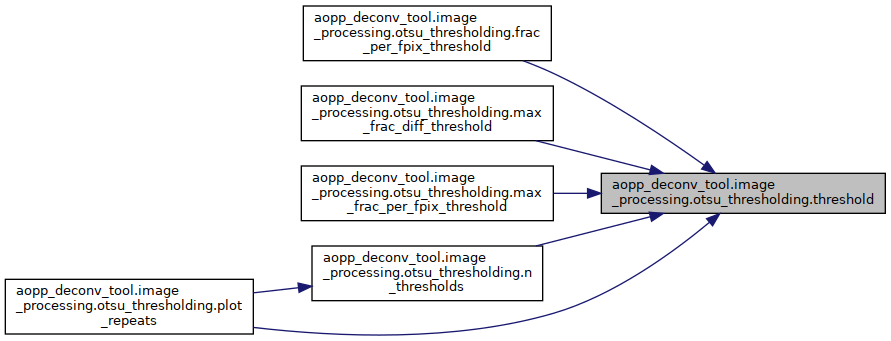 aopp_deconv_tool.image
_processing.otsu_thresholding.frac
_per_fpix_threshold
aopp_deconv_tool.image
_processing.otsu_thresholding.max
_frac_diff_threshold
aopp_deconv_tool.image
_processing.otsu_thresholding.max
_frac_per_fpix_threshold
aopp_deconv_tool.image
_processing.otsu_thresholding.threshold
aopp_deconv_tool.image
_processing.otsu_thresholding.n
_thresholds
aopp_deconv_tool.image
_processing.otsu_thresholding.plot
_repeats